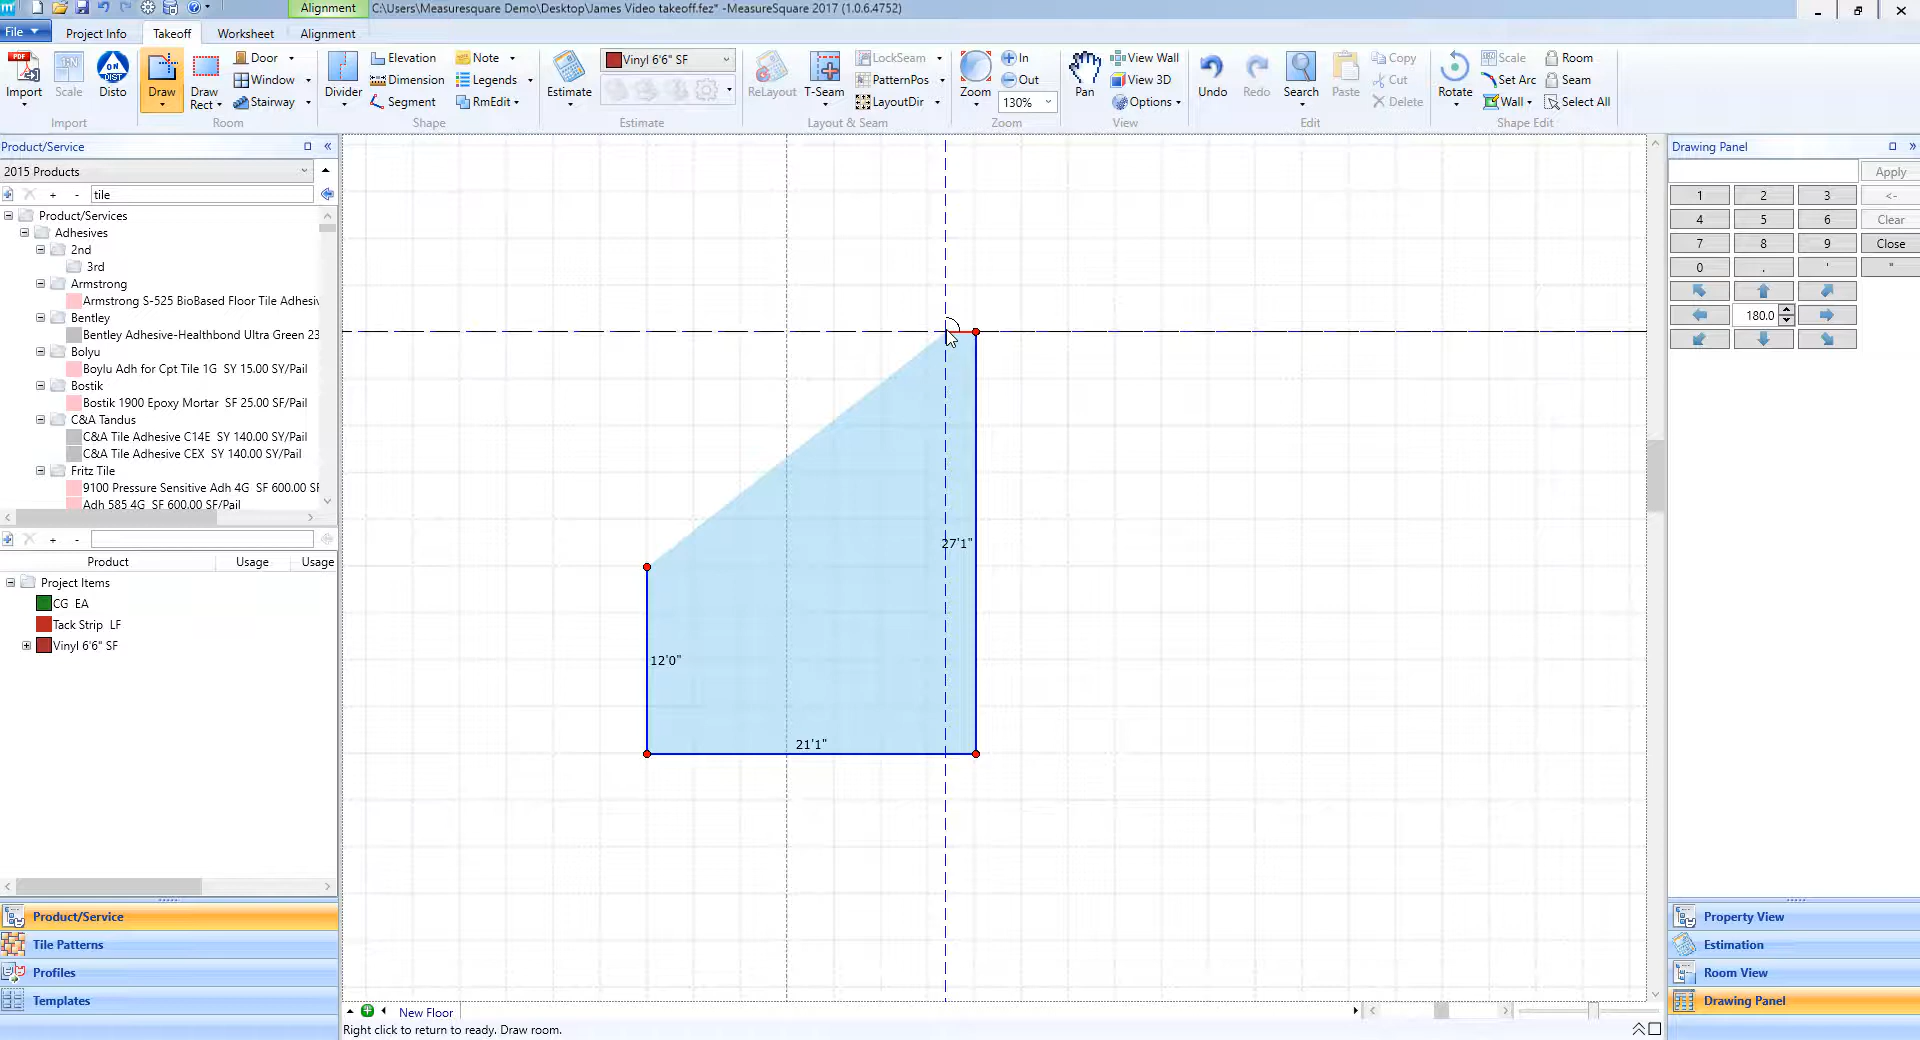 Alignment
C:\Users\Measuresquare Demo\Desktop\James Video takeoff.fez* -MeasureSquare 2017 (1.0.6.4752)
File
Project Info
Takeoff
Worksheet
Alignment
Import
Scale
Disto
Import
Draw
Draw Rect
Door
Window
Stairway
Room
Divider
Elevation
Dimension
Segment
Note
Legends
RmEdit
Shape
Estimate
Vinyl 6'6" SF
Estimate
ReLayout
T-Seam
LockSeam
PatternPos
LayoutDir
Layout & Seam
Zoom
In
Out
130%
Zoom
Pan
View Wall
View 3D
Options
View
Undo
Redo
Search
Paste
Copy
Cut
Delete
Edit
Rotate
Scale
Set Arc
Wall
Room
Seam
Select All
Shape Edit
Product/Service
2015 Products
tile
Product/Services
Adhesives
2nd
3rd
Armstrong
Armstrong S-525 BioBased Floor Tile Adhesiv
Bentley
Bentley Adhesive-Healthbond Ultra Green 23
Bolyu
Boylu Adh for Cpt Tile 1G SY 15.00 SY/Pail
Bostik
Bostik 1900 Epoxy Mortar SF 25.00 SF/Pail
C&A Tandus
C&A Tile Adhesive C14E SY 140.00 SY/Pail
C&A Tile Adhesive CEX SY 140.00 SY/Pail
Fritz Tile
9100 Pressure Sensitive Adh 4G SF 600.00 SF
Adh 585 4G SF 600.00 SF/Pail
Product
Usage
Usage
Project Items
CG EA
Tack Strip LF
Vinyl 6'6" SF
Product/Service
Tile Patterns
Profiles
Templates
27'1"
12'0"
21'1"
New Floor
Right click to return to ready. Draw room.
Drawing Panel
Apply
1 2 3 <-
4 5 6 Clear
7 8 9 Close
0 . ' "
180.0
Property View
Estimation
Room View
Drawing Panel